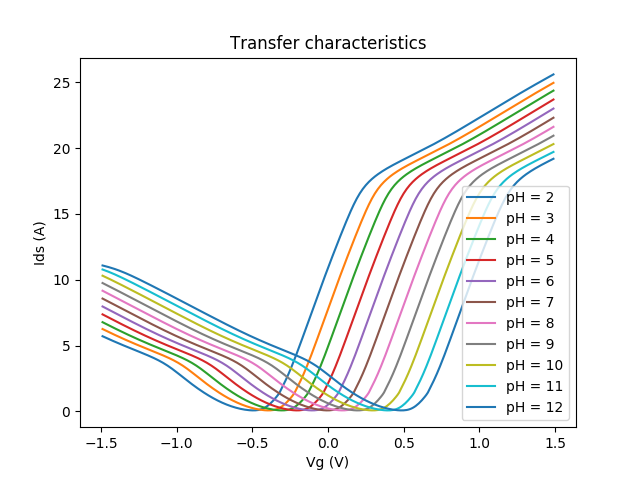 Transfer characteristics
Ids (A)
25
20
15
10
5
0
−1.5 −1.0 −0.5 0.0 0.5 1.0 1.5
Vg (V)
pH = 2
pH = 3
pH = 4
pH = 5
pH = 6
pH = 7
pH = 8
pH = 9
pH = 10
pH = 11
pH = 12